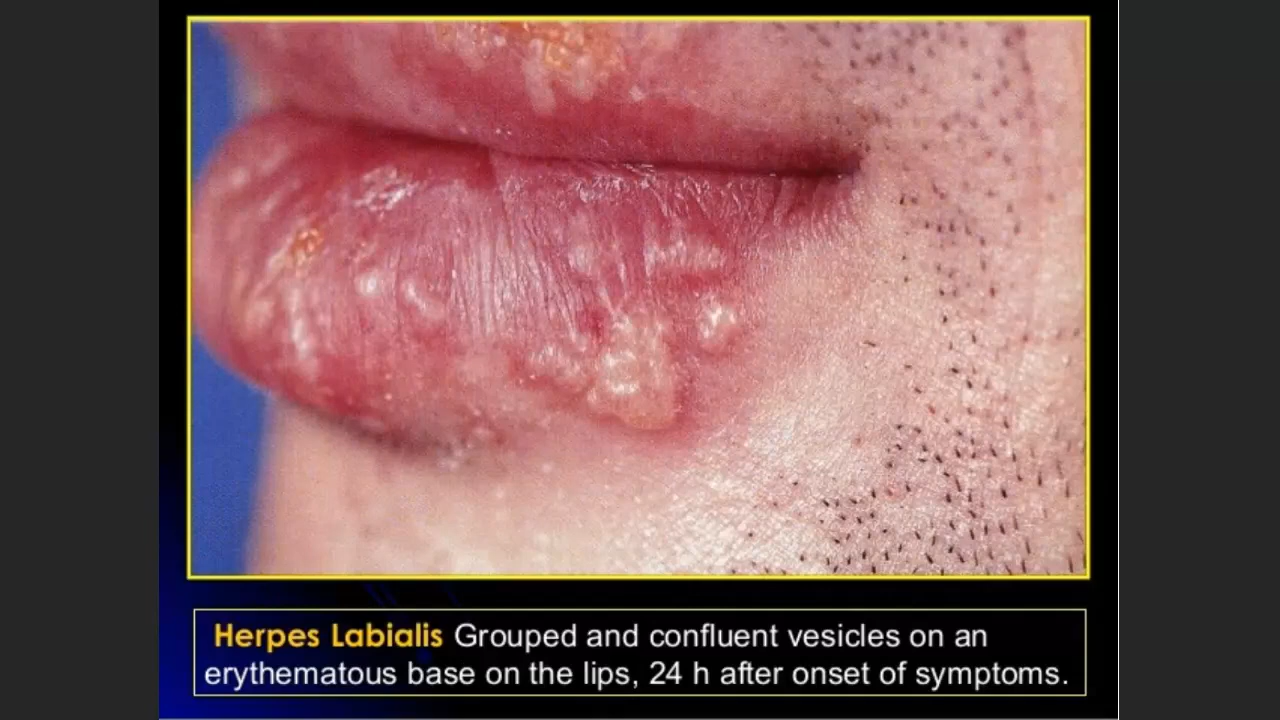 Herpes Labialis Grouped and confluent vesicles on an
erythematous base on the lips, 24 h after onset of symptoms.